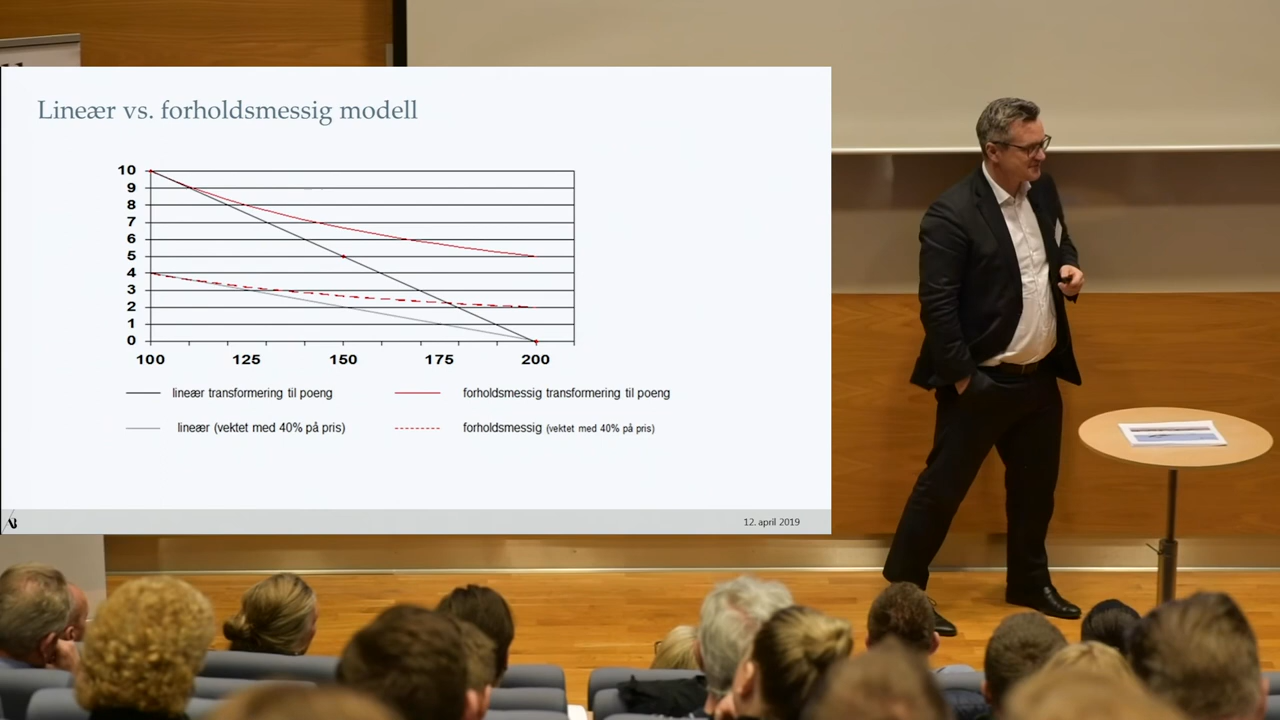 Lineær vs. forholdsmessig modell
10
9
8
7
6
5
4
3
2
1
0
100 125 150 175 200
lineær transformering til poeng
forholdsmessig transformering til poeng
lineær (vektet med 40% på pris)
forholdsmessig (vektet med 40% på pris)
12. april 2019